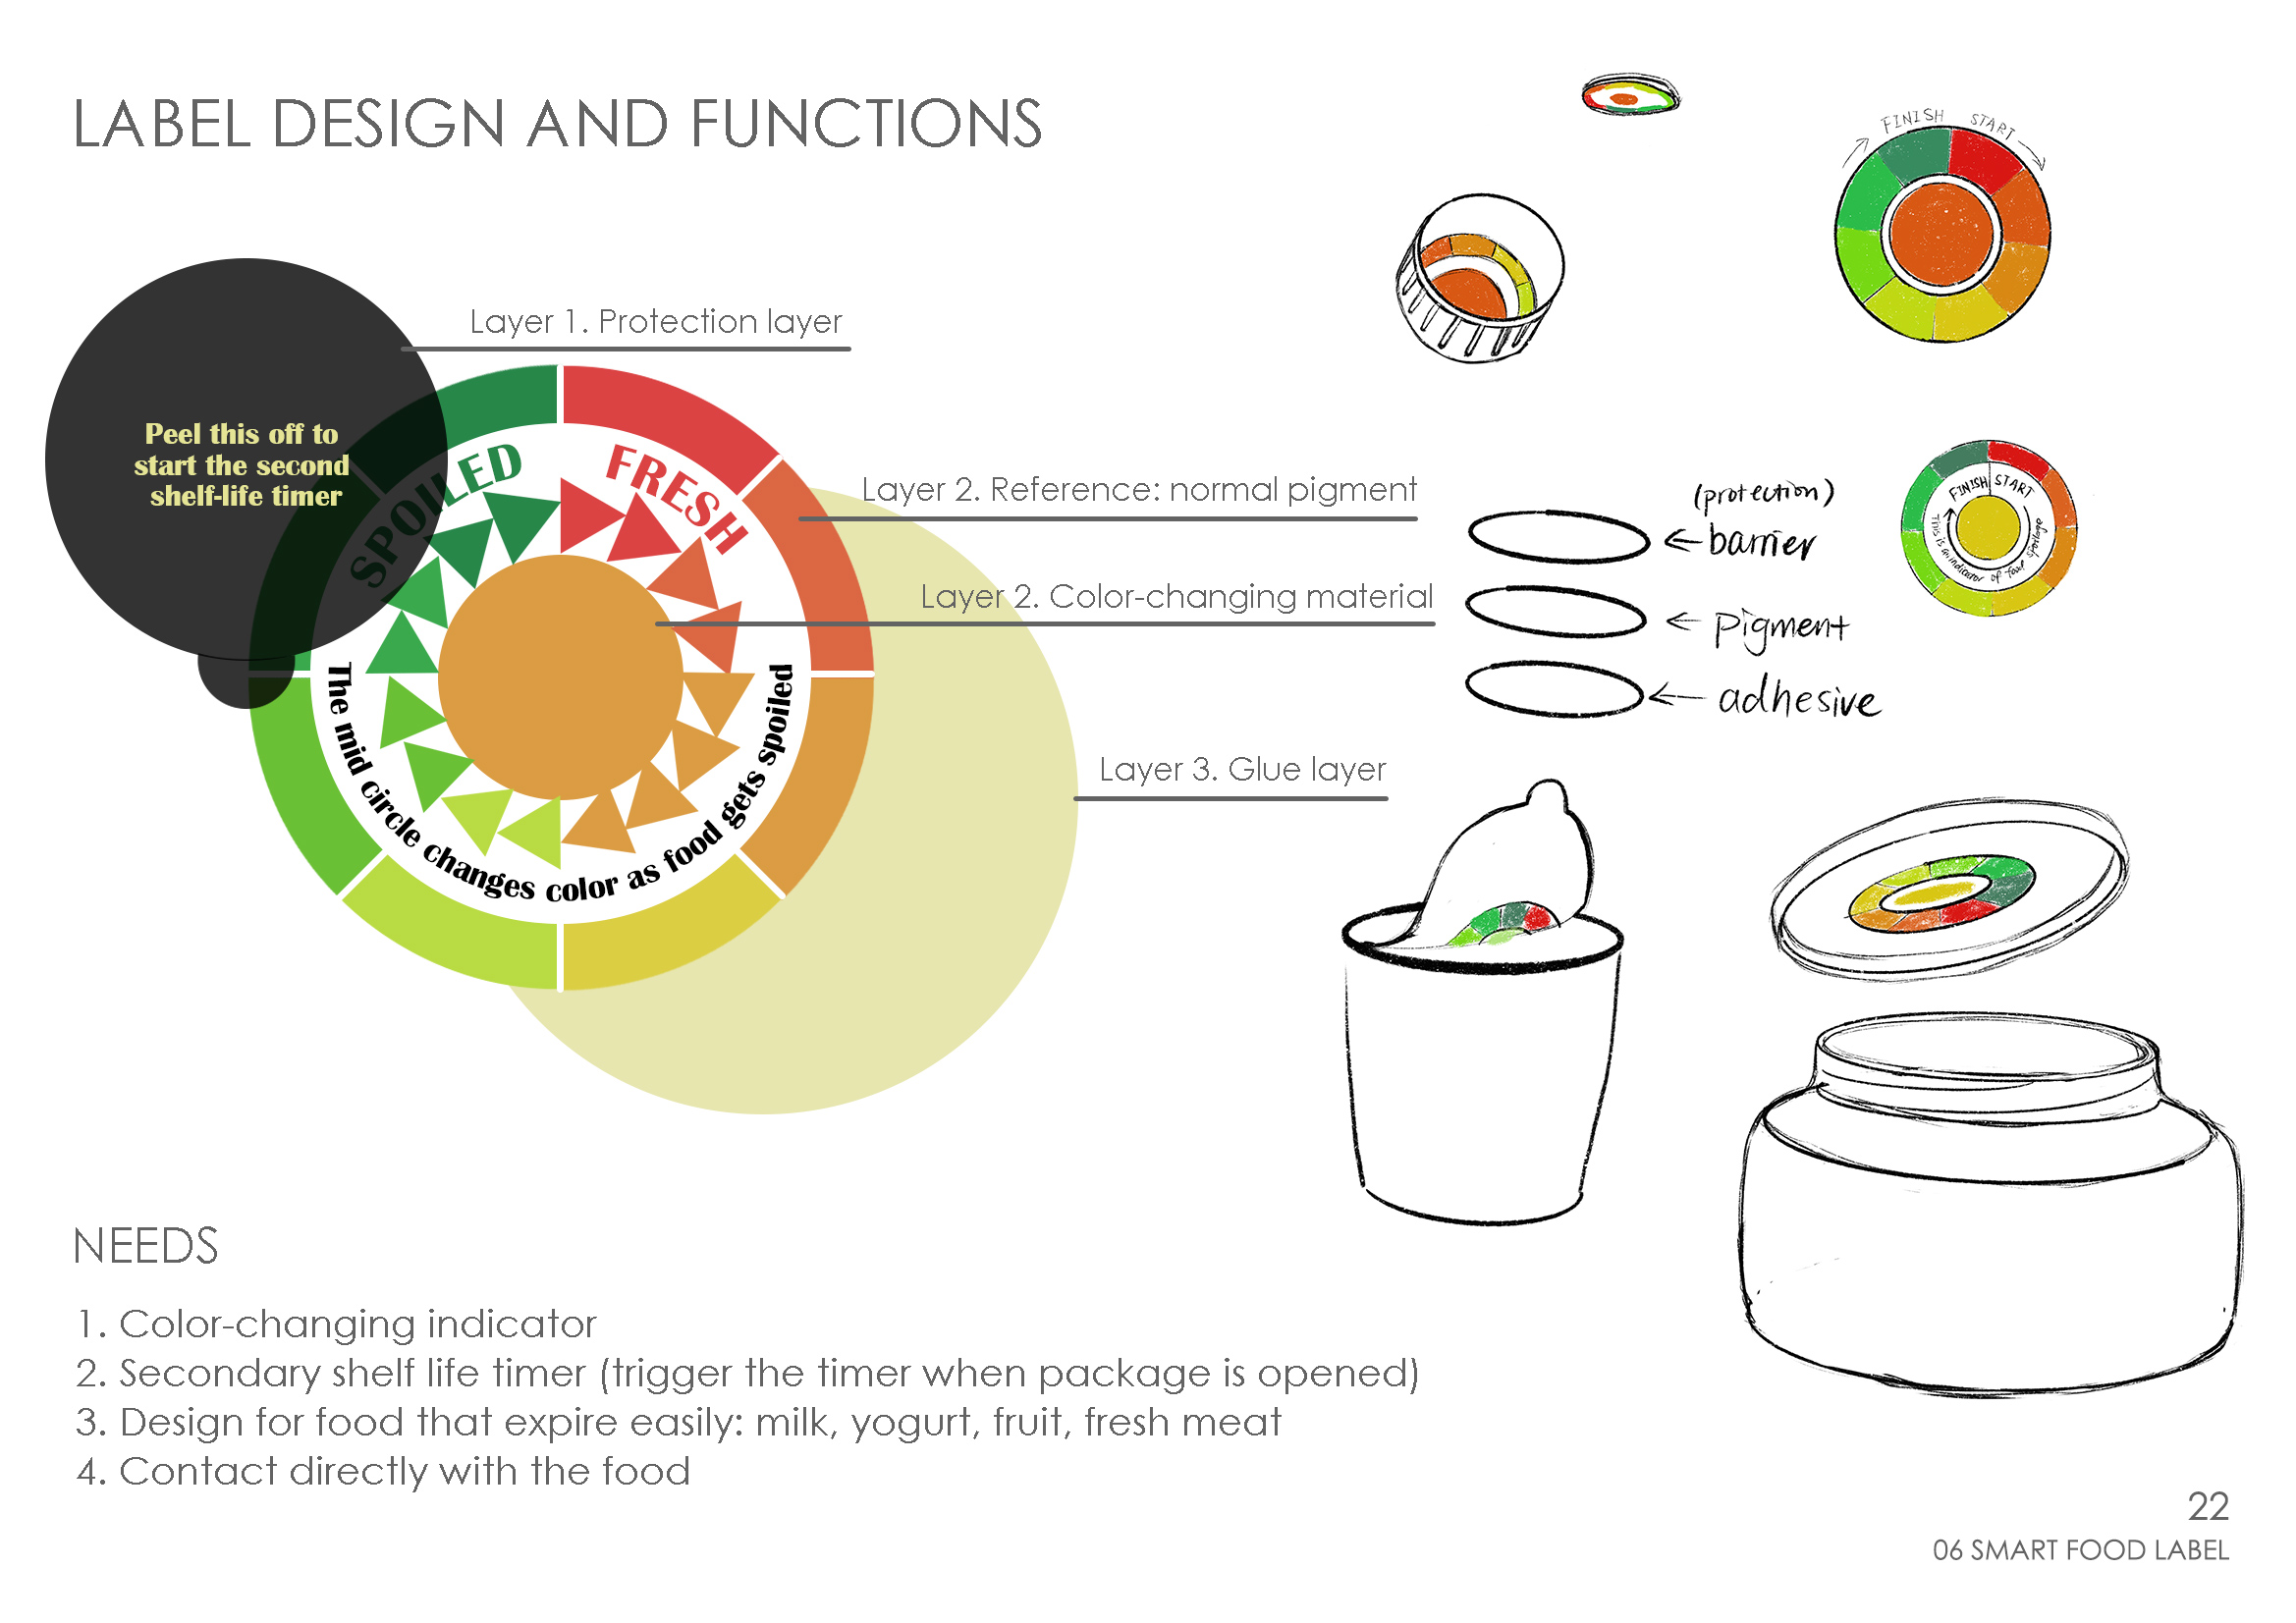 LABEL DESIGN AND FUNCTIONS
FINISH START
Layer 1. Protection layer
Peel this off to
start the second
shelf-life timer
SPOILED
FRESH
The mid circle changes color as food gets spoiled
Layer 2. Reference: normal pigment
Layer 2. Color-changing material
Layer 3. Glue layer
(protection)
barrier
pigment
adhesive
FINISH START
This is an indicator of food spoilage
NEEDS
1. Color-changing indicator
2. Secondary shelf life timer (trigger the timer when package is opened)
3. Design for food that expire easily: milk, yogurt, fruit, fresh meat
4. Contact directly with the food
22
06 SMART FOOD LABEL